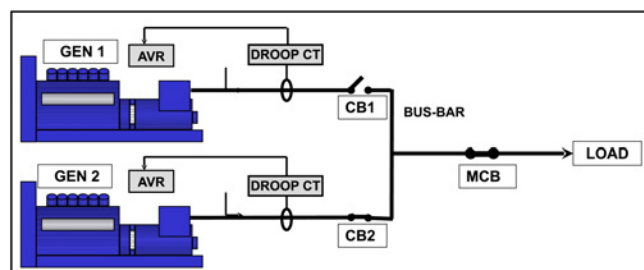 GEN 1
AVR
DROOP CT
CB1
BUS-BAR
LOAD
MCB
GEN 2
AVR
DROOP CT
CB2